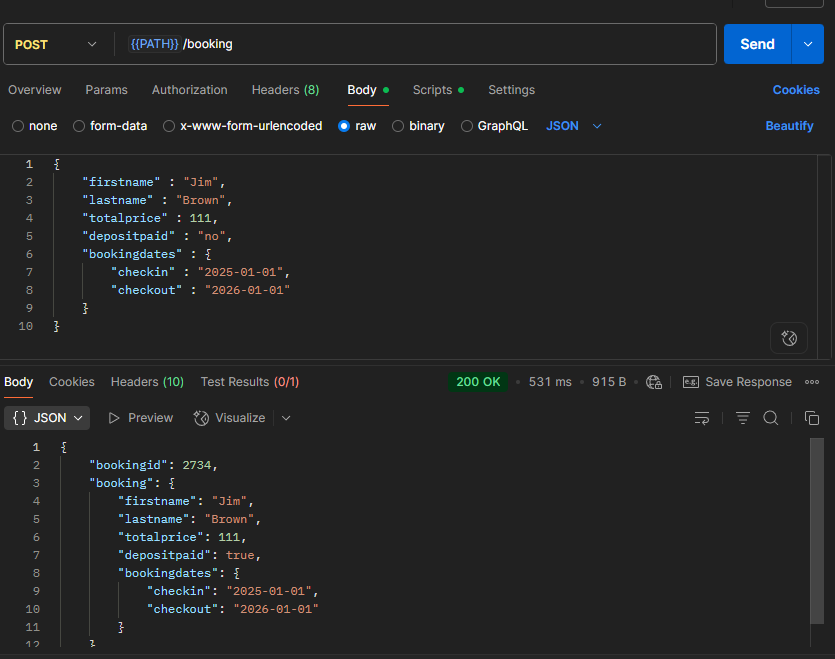 POST {{PATH}} /booking Send
Overview Params Authorization Headers (8) Body Scripts Settings Cookies
none form-data x-www-form-urlencoded raw binary GraphQL JSON Beautify
1 {
2 "firstname" : "Jim",
3 "lastname" : "Brown",
4 "totalprice" : 111,
5 "depositpaid" : "no",
6 "bookingdates" : {
7 "checkin" : "2025-01-01",
8 "checkout" : "2026-01-01"
9 }
10 }
Body Cookies Headers (10) Test Results (0/1) 200 OK • 531 ms • 915 B • e.g. Save Response
{} JSON Preview Visualize
1 {
2 "bookingid": 2734,
3 "booking": {
4 "firstname": "Jim",
5 "lastname": "Brown",
6 "totalprice": 111,
7 "depositpaid": true,
8 "bookingdates": {
9 "checkin": "2025-01-01",
10 "checkout": "2026-01-01"
11 }
12 }